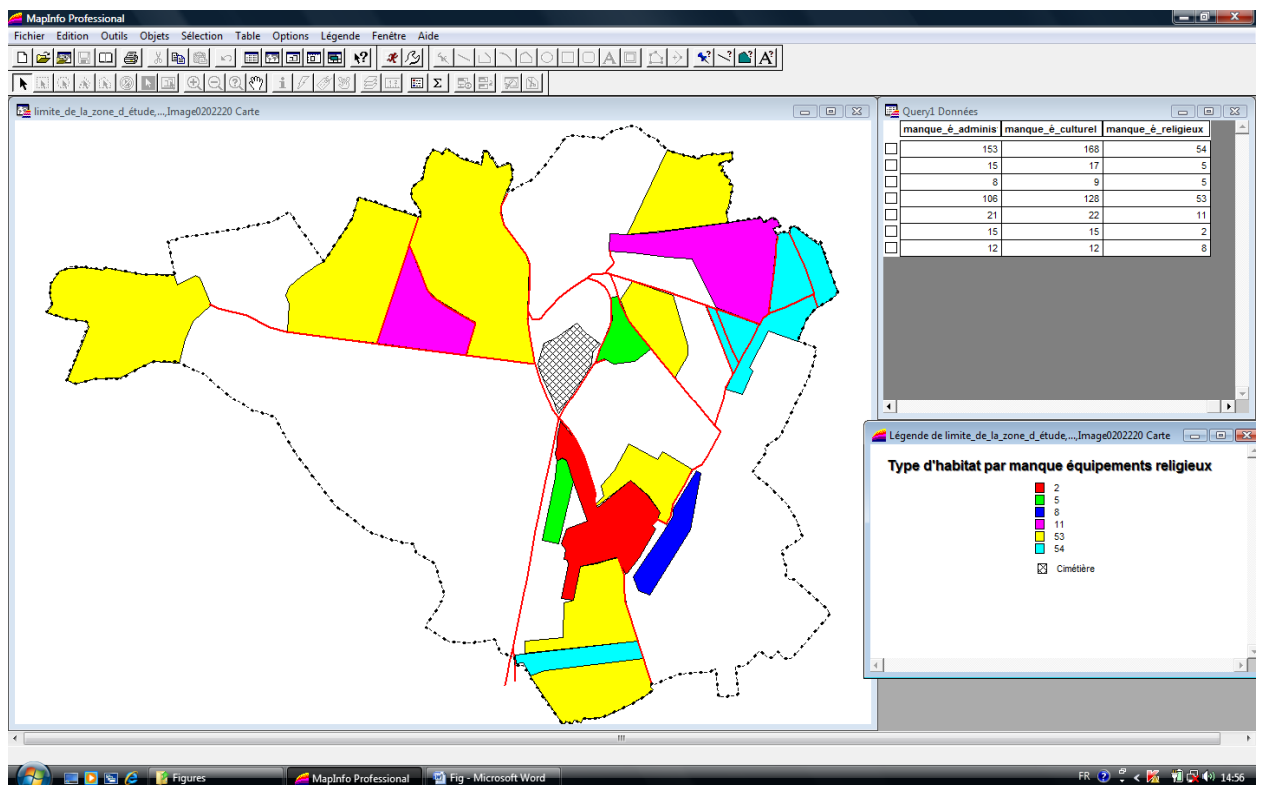 MapInfo Professional
Fichier Edition Outils Objets Sélection Table Options Légende Fenêtre Aide
limite_de_la_zone_d_étude,...,Image0202220 Carte
Query1 Données
manque_é_adminis manque_é_culturel manque_é_religieux
153 168 54
15 17 5
8 9 5
106 128 53
21 22 11
15 15 2
12 12 8
Légende de limite_de_la_zone_d_étude,...,Image0202220 Carte
Type d'habitat par manque équipements religieux
2
5
8
11
53
54
Cimétière
Figures MapInfo Professional Fig - Microsoft Word FR 14:56